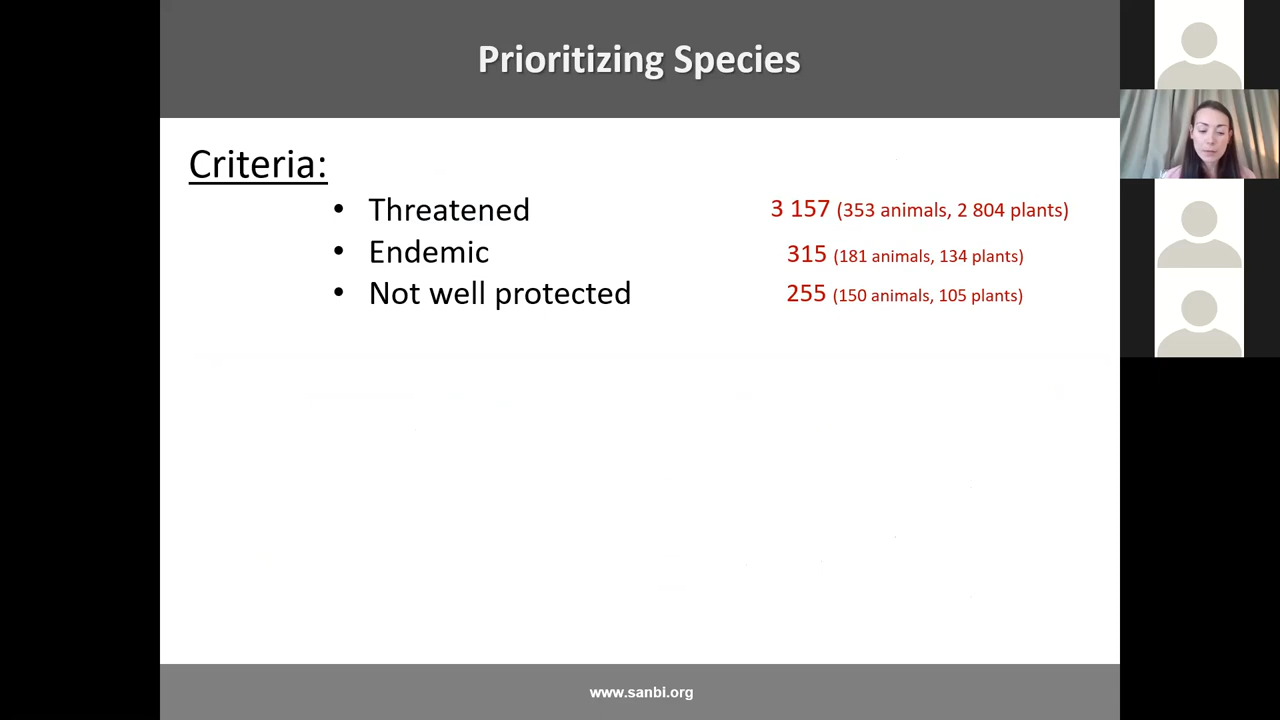 Prioritizing Species
Criteria:
• Threatened 3 157 (353 animals, 2 804 plants)
• Endemic 315 (181 animals, 134 plants)
• Not well protected 255 (150 animals, 105 plants)
www.sanbi.org